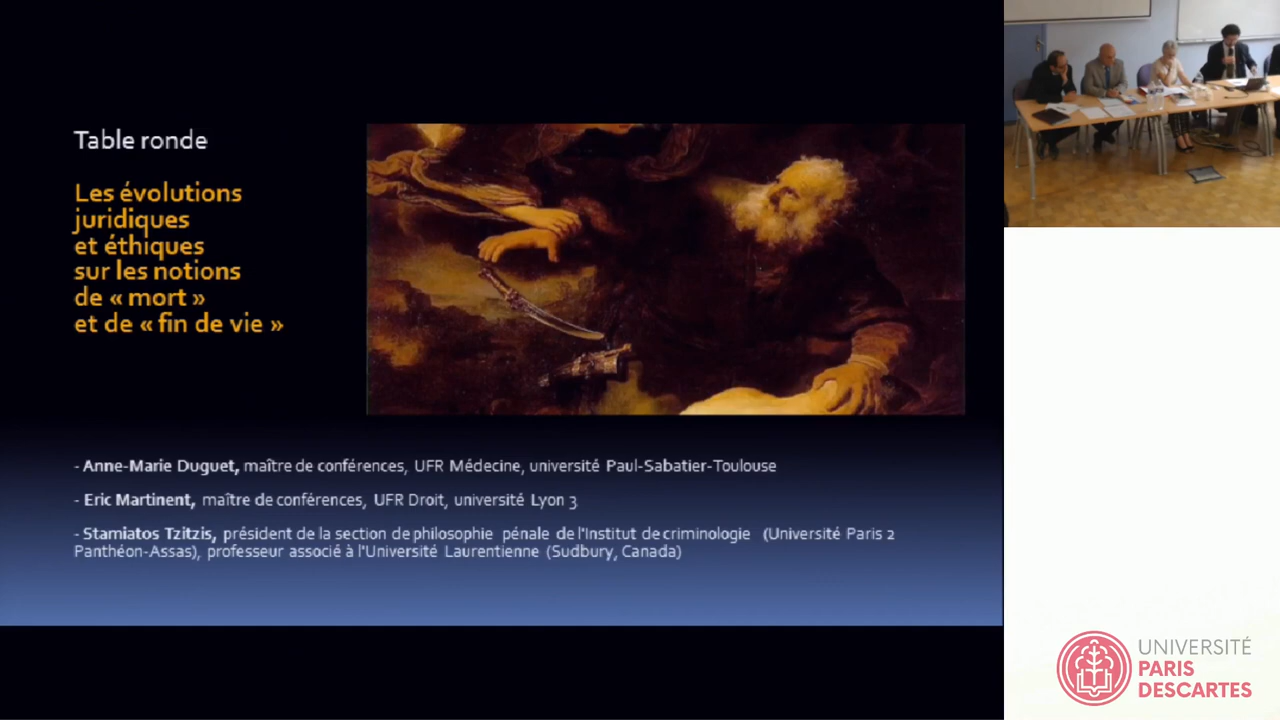 Table ronde
Les évolutions
juridiques
et éthiques
sur les notions
de « mort »
et de « fin de vie »
- Anne-Marie Duguet, maître de conférences, UFR Médecine, université Paul-Sabatier-Toulouse
- Eric Martinent, maître de conférences, UFR Droit, université Lyon 3
- Stamiatos Tzitzis, président de la section de philosophie pénale de l'Institut de criminologie (Université Paris 2
Panthéon-Assas), professeur associé à l'Université Laurentienne (Sudbury, Canada)
UNIVERSITÉ
PARIS
DESCARTES